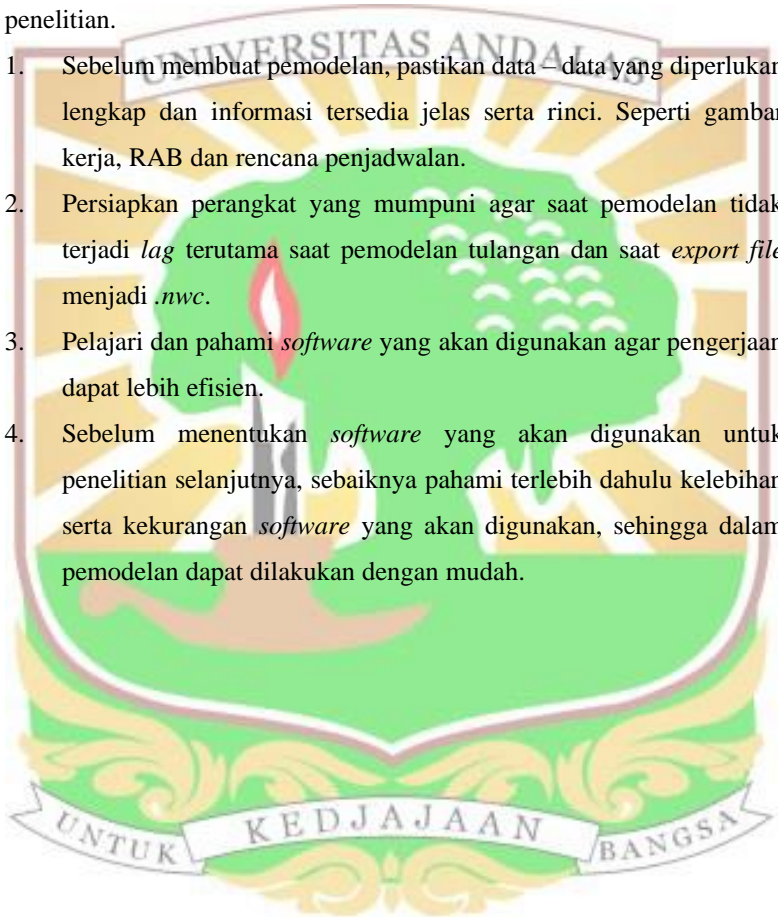 penelitian.
UNIVERSITAS ANDALAS
1. Sebelum membuat pemodelan, pastikan data – data yang diperlukan
lengkap dan informasi tersedia jelas serta rinci. Seperti gambar
kerja, RAB dan rencana penjadwalan.
2. Persiapkan perangkat yang mumpuni agar saat pemodelan tidak
terjadi lag terutama saat pemodelan tulangan dan saat export file
menjadi .nwc.
3. Pelajari dan pahami software yang akan digunakan agar pengerjaan
dapat lebih efisien.
4. Sebelum menentukan software yang akan digunakan untuk
penelitian selanjutnya, sebaiknya pahami terlebih dahulu kelebihan
serta kekurangan software yang akan digunakan, sehingga dalam
pemodelan dapat dilakukan dengan mudah.
UNTUK KEDJAJAAN BANGSA